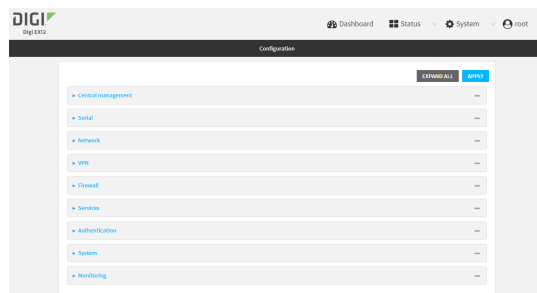 DIGI
Digi EX12
Dashboard Status System root
Configuration
EXPAND ALL APPLY
Central management
Serial
Network
VPN
Firewall
Services
Authentication
System
Monitoring